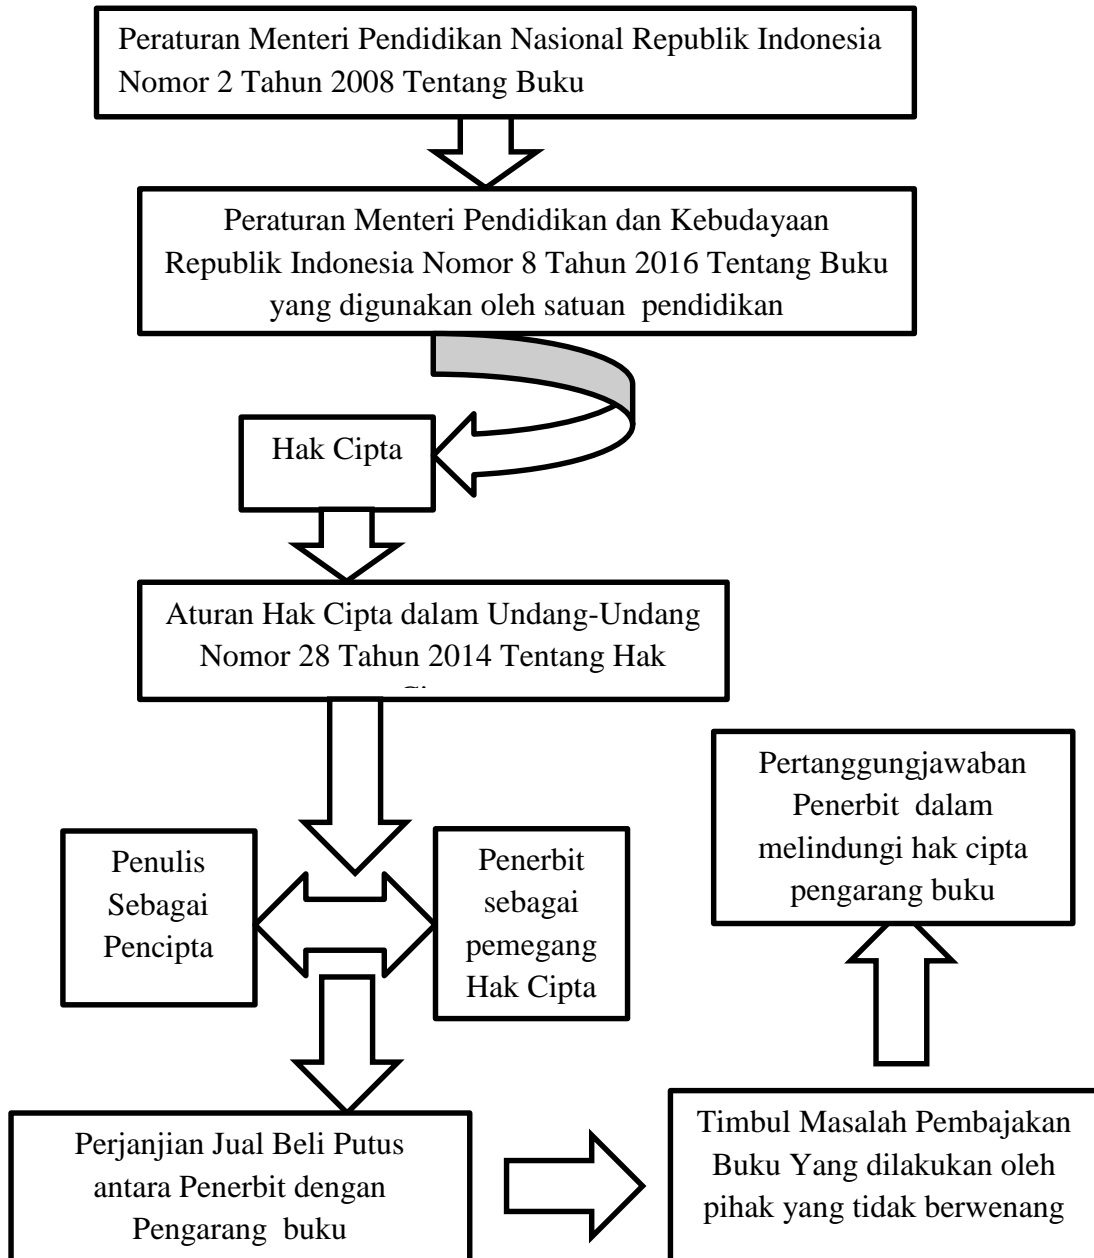 Peraturan Menteri Pendidikan Nasional Republik Indonesia
Nomor 2 Tahun 2008 Tentang Buku
Peraturan Menteri Pendidikan dan Kebudayaan
Republik Indonesia Nomor 8 Tahun 2016 Tentang Buku
yang digunakan oleh satuan pendidikan
Hak Cipta
Aturan Hak Cipta dalam Undang-Undang
Nomor 28 Tahun 2014 Tentang Hak
Penulis
Sebagai
Pencipta
Penerbit
sebagai
pemegang
Hak Cipta
Perjanjian Jual Beli Putus
antara Penerbit dengan
Pengarang buku
Timbul Masalah Pembajakan
Buku Yang dilakukan oleh
pihak yang tidak berwenang
Pertanggungjawaban
Penerbit dalam
melindungi hak cipta
pengarang buku